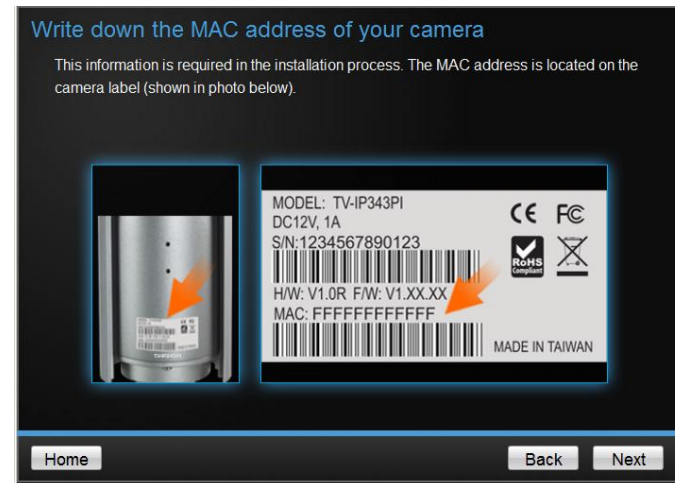 Write down the MAC address of your camera
This information is required in the installation process. The MAC address is located on the
camera label (shown in photo below).
MODEL: TV-IP343PI
DC12V, 1A
S/N:1234567890123
H/W: V1.0R F/W: V1.XX.XX
MAC: FFFFFFFFFFFF
CE FC
RoHS
Compliant
MADE IN TAIWAN
TRENDNET
Home
Back
Next